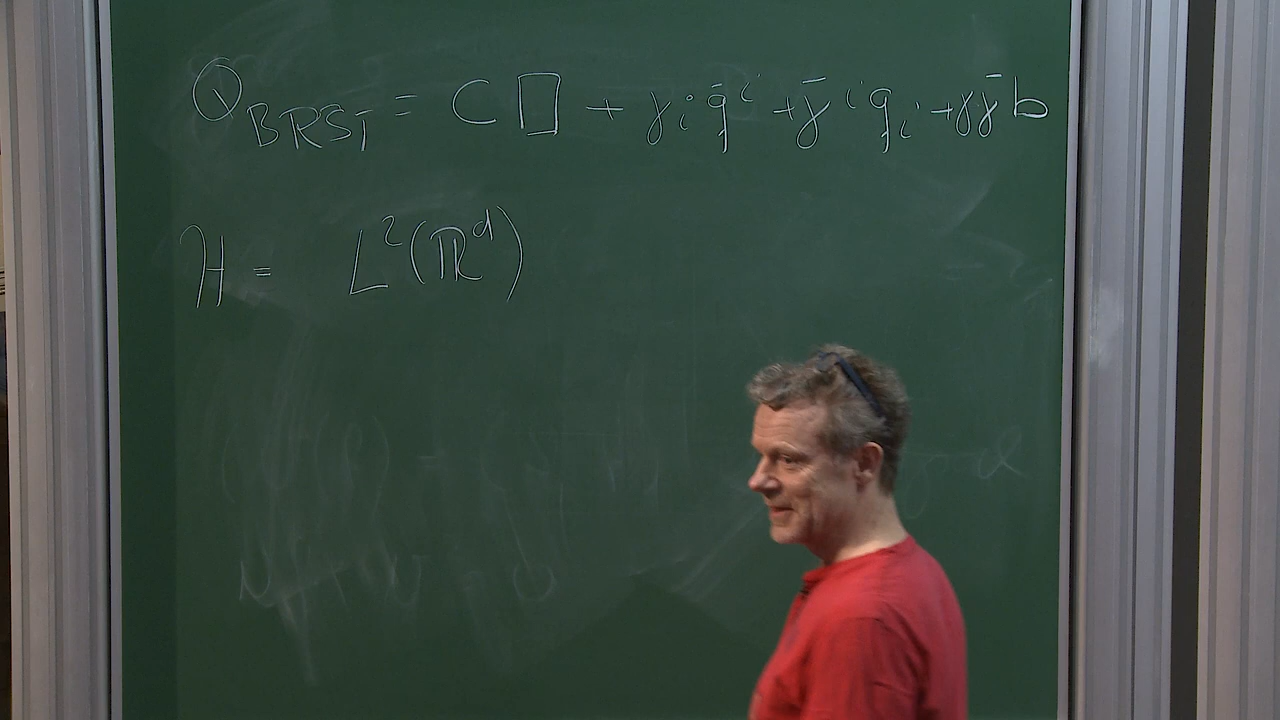 Q_BRST = c□ + γ_i q̄^i + γ̄^i q_i + γγ̄b
H = L²(ℝ^d)